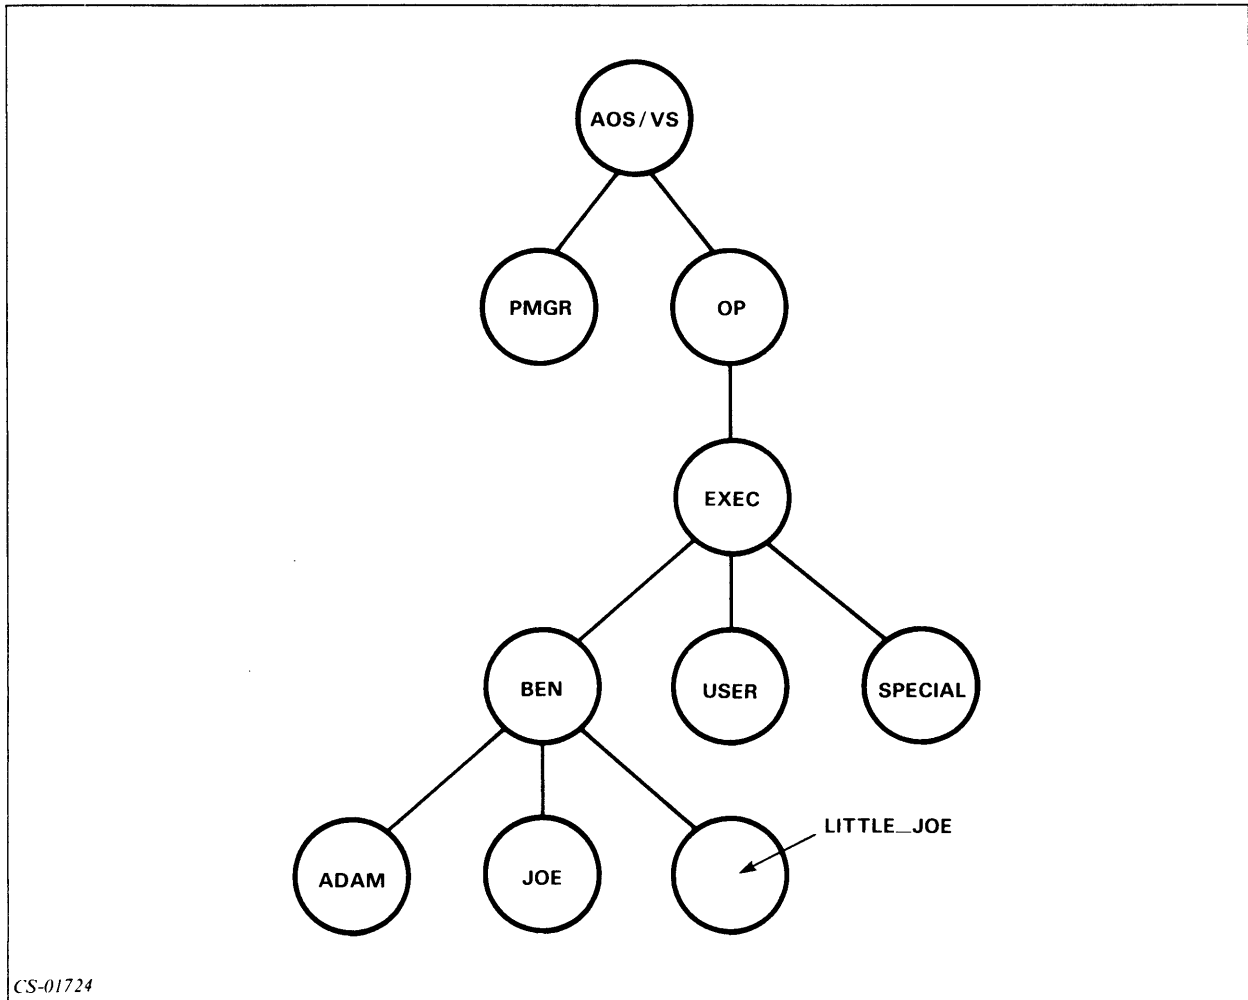 AOS/VS
PMGR
OP
EXEC
BEN
USER
SPECIAL
LITTLE_JOE
ADAM
JOE
CS-01724